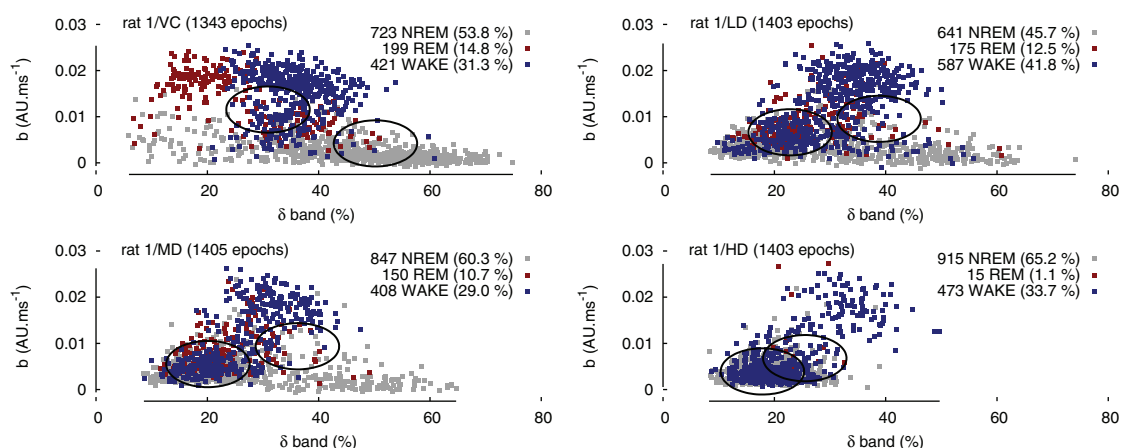 rat 1/VC (1343 epochs)
723 NREM (53.8 %)
199 REM (14.8 %)
421 WAKE (31.3 %)
0.03
0.02
0.01
0
b (AU.ms-1)
0 20 40 60 80
δ band (%)
rat 1/LD (1403 epochs)
641 NREM (45.7 %)
175 REM (12.5 %)
587 WAKE (41.8 %)
0.03
0.02
0.01
0
b (AU.ms-1)
0 20 40 60 80
δ band (%)
rat 1/MD (1405 epochs)
847 NREM (60.3 %)
150 REM (10.7 %)
408 WAKE (29.0 %)
0.03
0.02
0.01
0
b (AU.ms-1)
0 20 40 60 80
δ band (%)
rat 1/HD (1403 epochs)
915 NREM (65.2 %)
15 REM (1.1 %)
473 WAKE (33.7 %)
0.03
0.02
0.01
0
b (AU.ms-1)
0 20 40 60 80
δ band (%)